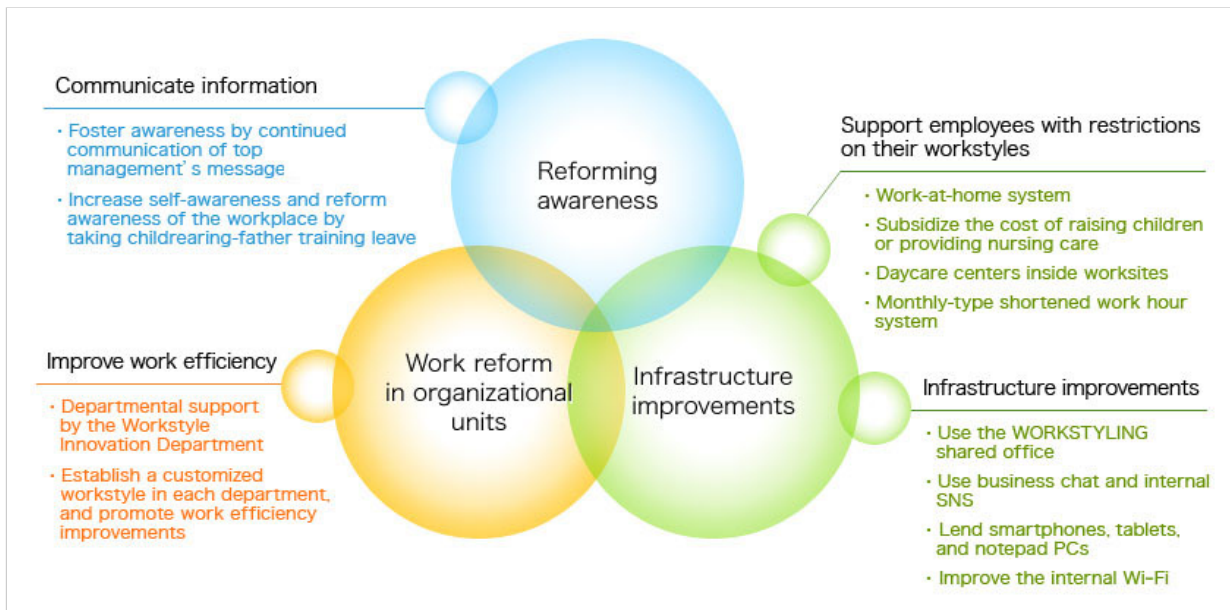 Communicate information
・Foster awareness by continued
communication of top
management's message
・Increase self-awareness and reform
awareness of the workplace by
taking childrearing-father training leave
Reforming
awareness
Support employees with restrictions
on their workstyles
・Work-at-home system
・Subsidize the cost of raising children
or providing nursing care
・Daycare centers inside worksites
・Monthly-type shortened work hour
system
Improve work efficiency
・Departmental support
by the Workstyle
Innovation Department
・Establish a customized
workstyle in each department,
and promote work efficiency
improvements
Work reform
in organizational
units
Infrastructure
improvements
Infrastructure improvements
・Use the WORKSTYLING
shared office
・Use business chat and internal
SNS
・Lend smartphones, tablets,
and notepad PCs
・Improve the internal Wi-Fi